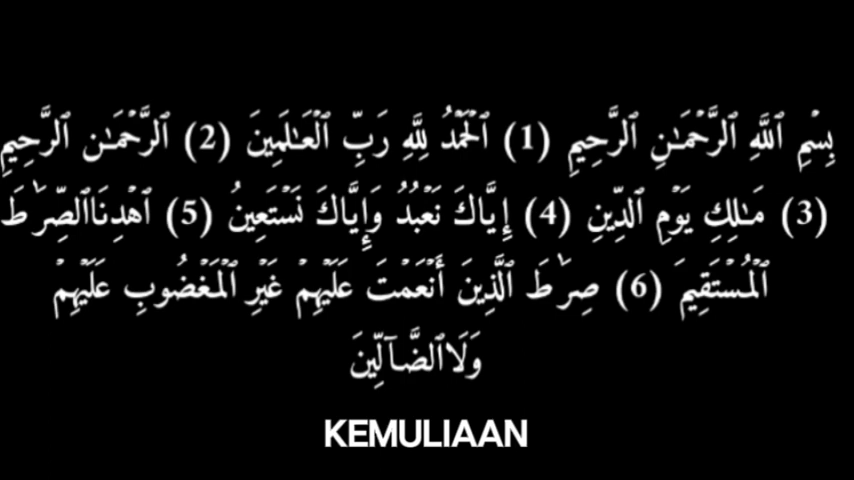 بِسۡمِ ٱللَّهِ ٱلرَّحۡمَـٰنِ ٱلرَّحِيمِ (1) ٱلۡحَمۡدُ لِلَّهِ رَبِّ ٱلۡعَـٰلَمِينَ (2) ٱلرَّحۡمَـٰنِ ٱلرَّحِيمِ
(3) مَـٰلِكِ يَوۡمِ ٱلدِّينِ (4) إِيَّاكَ نَعۡبُدُ وَإِيَّاكَ نَسۡتَعِينُ (5) ٱهۡدِنَاٱلصِّرَٰطَ
ٱلۡمُسۡتَقِيمَ (6) صِرَٰطَ ٱلَّذِينَ أَنۡعَمۡتَ عَلَيۡهِمۡ غَيۡرِ ٱلۡمَغۡضُوبِ عَلَيۡهِمۡ
وَلَاٱلضَّآلِّينَ
KEMULIAAN